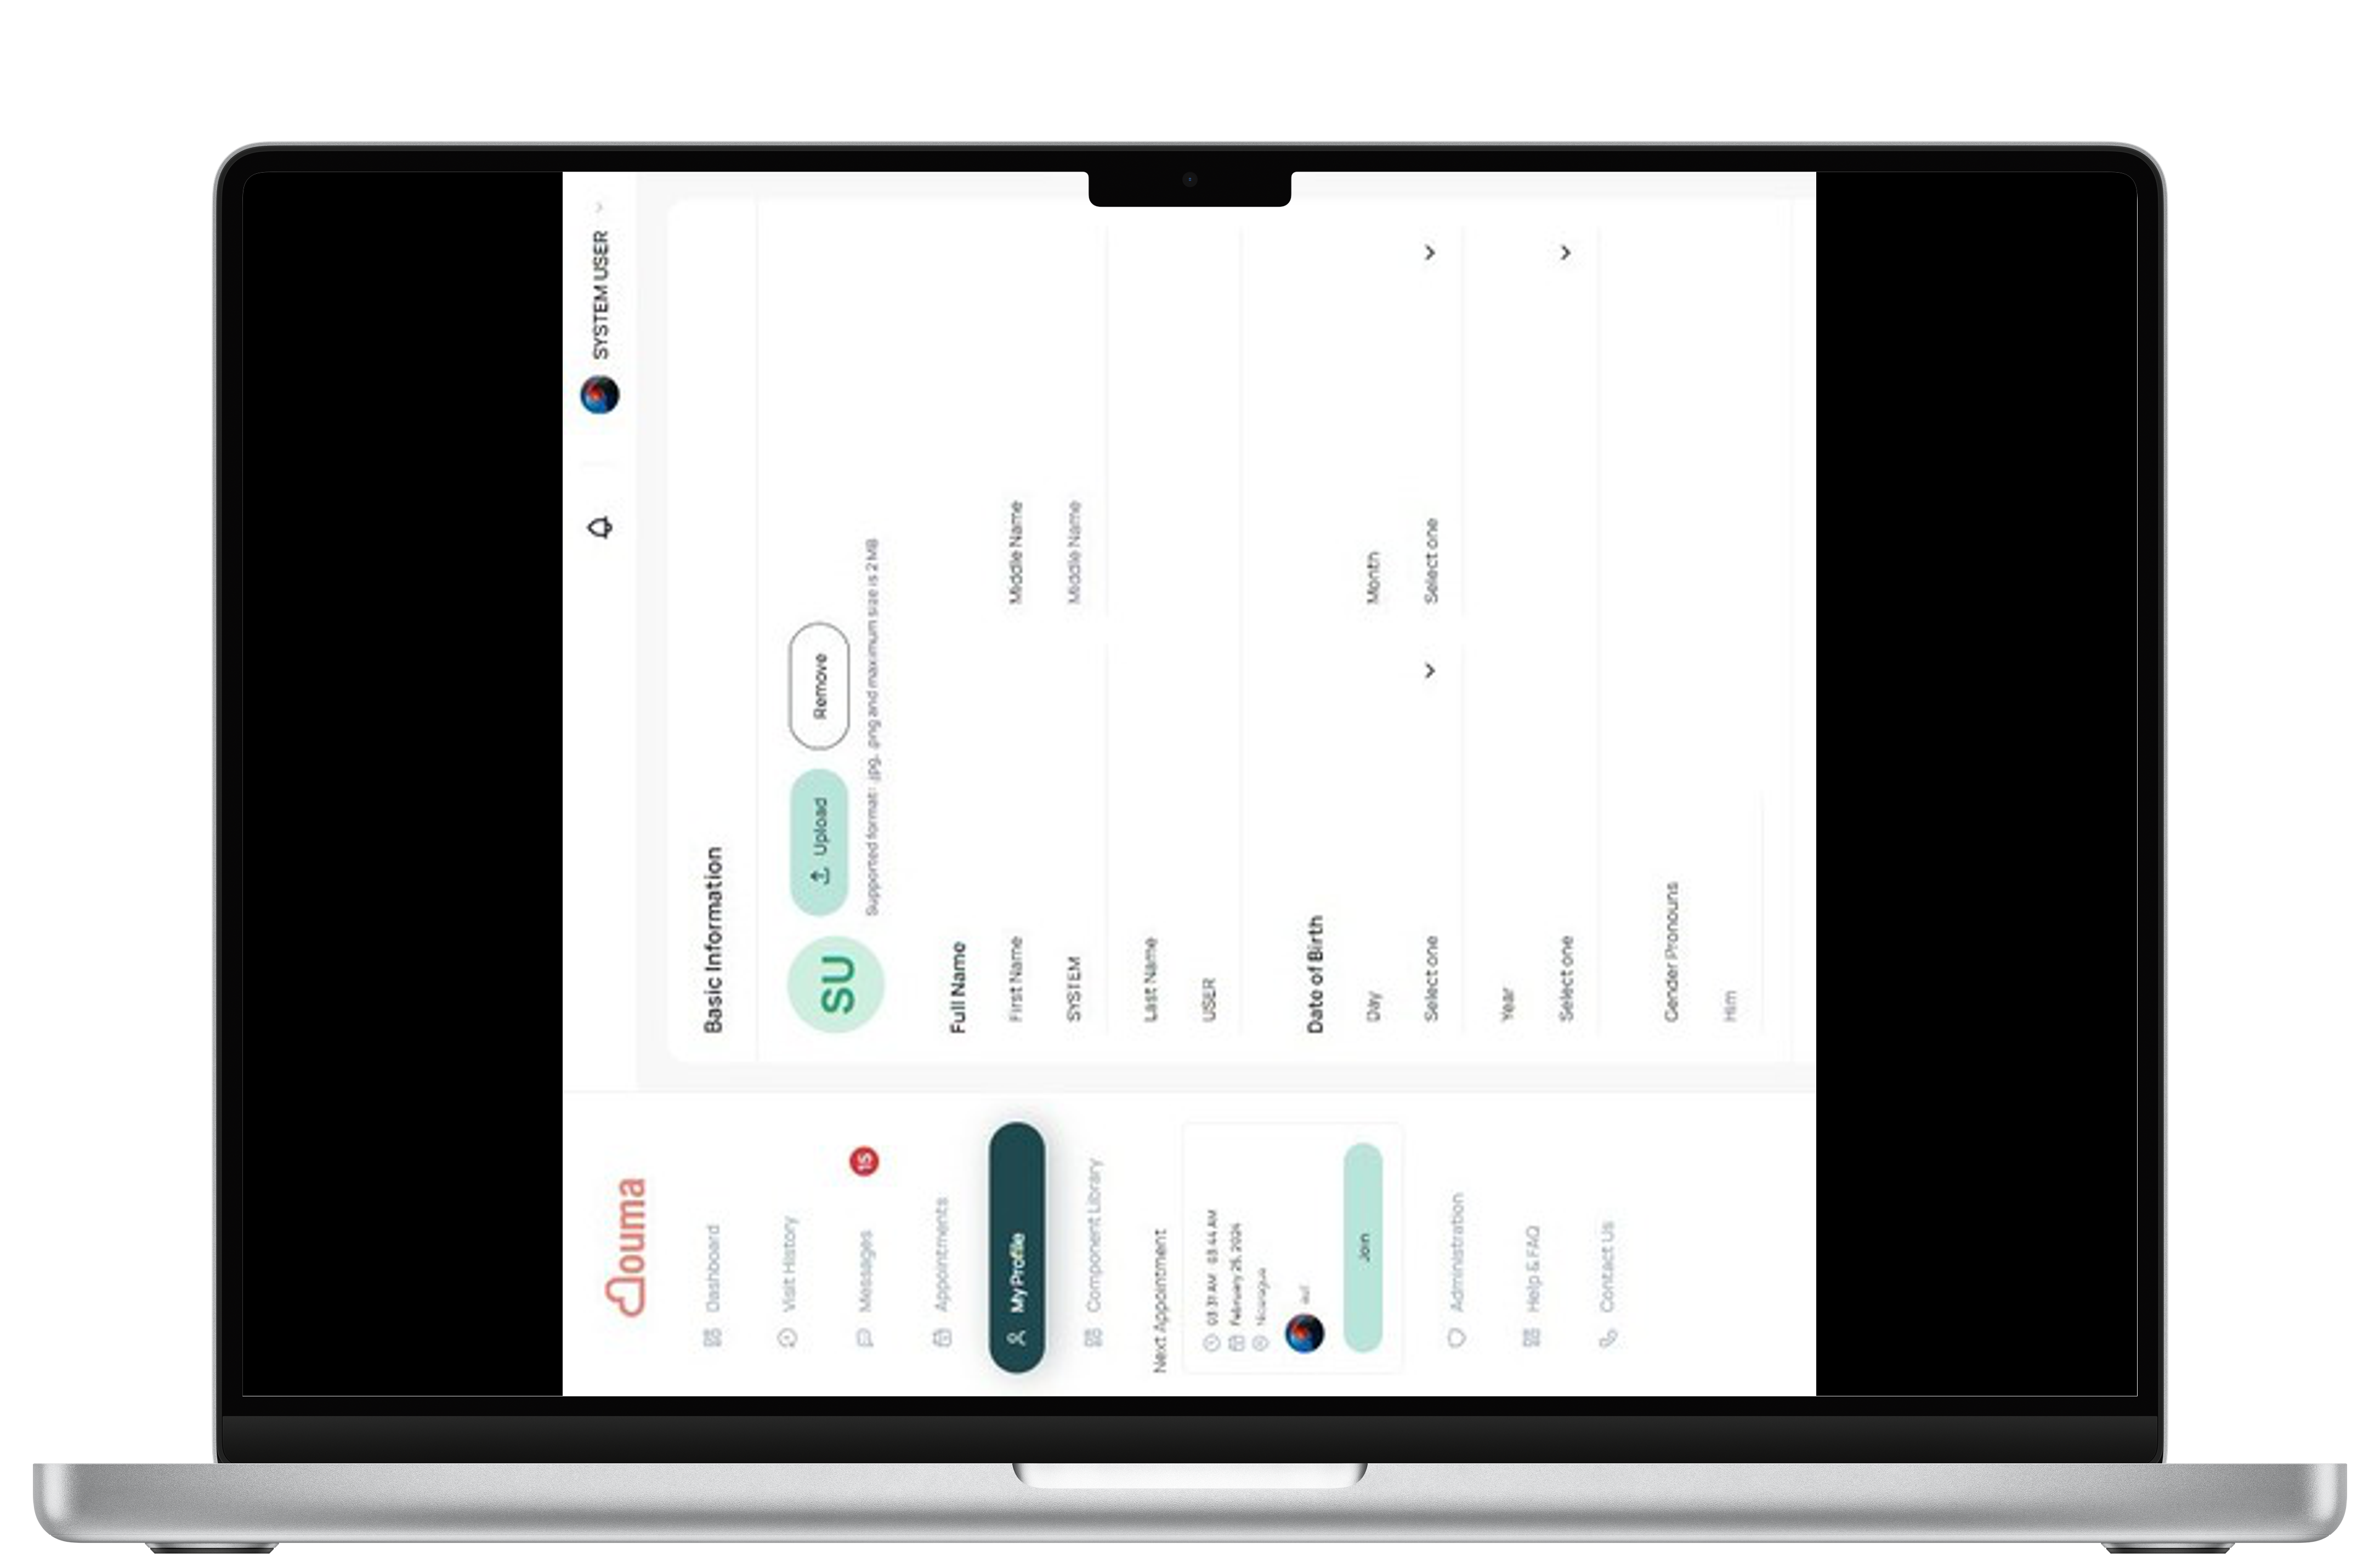 Douma
SYSTEM USER
Dashboard
Visit History
Messages 15
Appointments
My Profile
Component Library
Next Appointment
03:31 AM 03:44 AM
February 25, 2024
Join
Administration
Help & FAQ
Contact Us
Basic Information
SU
Upload
Remove
Supported format: .jpg, .png and maximum size is 2 MB
Full Name
First Name Middle Name
SYSTEM Middle Name
Last Name
USER
Date of Birth
Day Month
Select one Select one
Year
Select one
Gender Pronouns
Him